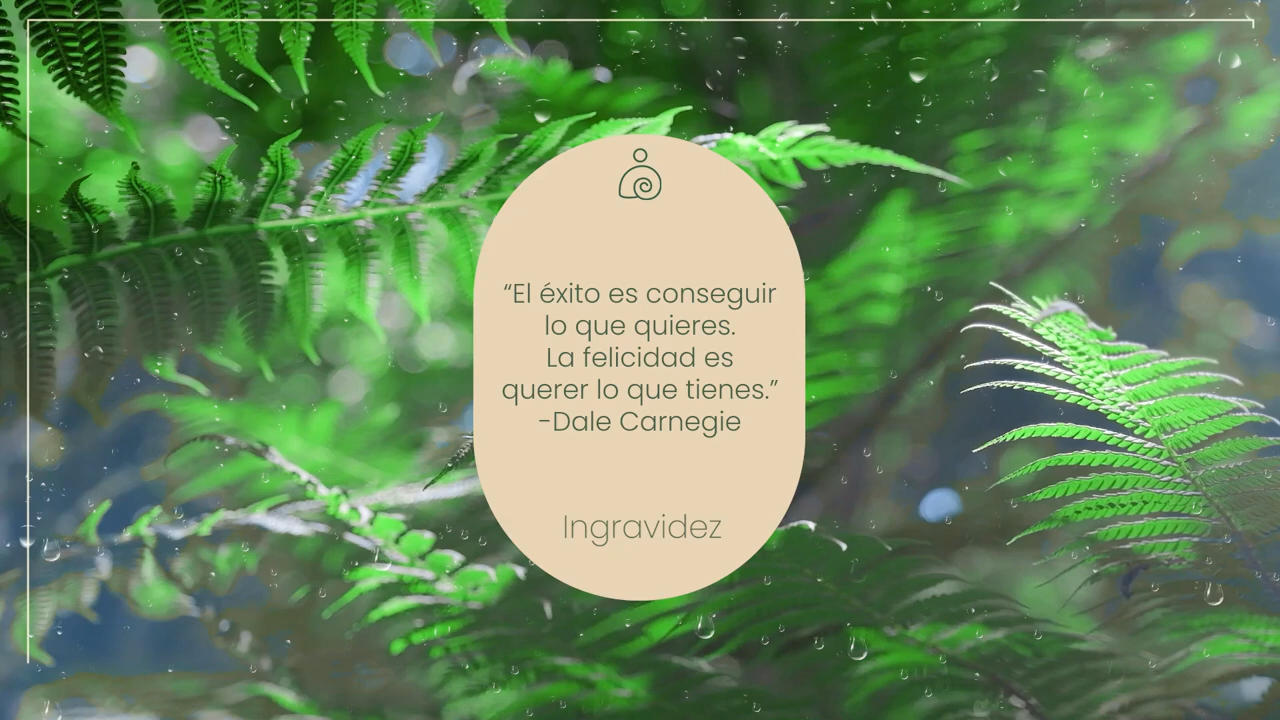 “El éxito es conseguir
lo que quieres.
La felicidad es
querer lo que tienes.”
-Dale Carnegie
Ingravidez